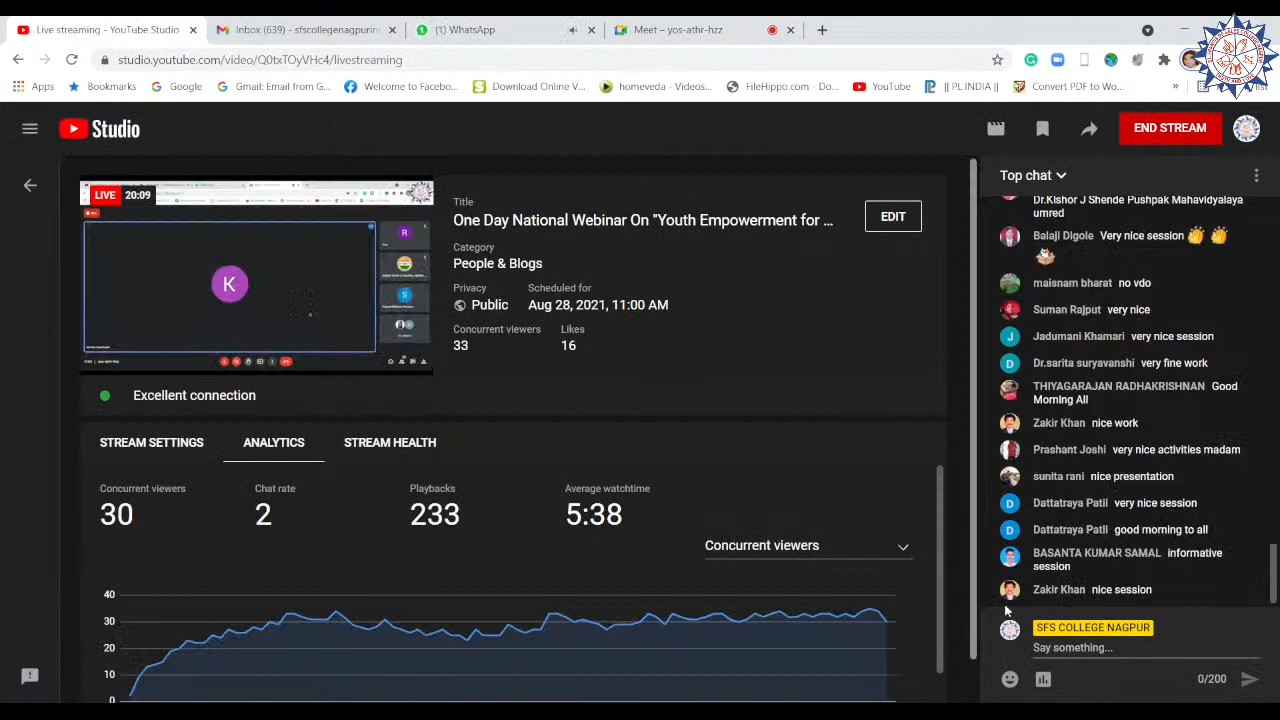 Live streaming - YouTube Studio
Inbox (639) - sfscollegenagpurin
(1) WhatsApp
Meet – yos-athr-hzz
studio.youtube.com/video/Q0txTOyVHc4/livestreaming
Apps
Bookmarks
Google
Gmail: Email from G...
Welcome to Facebo...
Download Online V...
homeveda - Videos...
FileHippo.com - Do...
YouTube
|| PL INDIA ||
Convert PDF to Wo...
»
Studio
END STREAM
LIVE 20:09
K
R
S
Title
One Day National Webinar On "Youth Empowerment for ...
EDIT
Category
People & Blogs
Privacy
Scheduled for
Public
Aug 28, 2021, 11:00 AM
Concurrent viewers
Likes
33
16
Excellent connection
STREAM SETTINGS
ANALYTICS
STREAM HEALTH
Concurrent viewers
Chat rate
Playbacks
Average watchtime
30
2
233
5:38
Concurrent viewers
40
30
20
10
0
Top chat
Dr.Kishor J Shende Pushpak Mahavidyalaya
umred
Balaji Digole Very nice session 👏 👏
maisnam bharat no vdo
Suman Rajput very nice
J
Jadumani Khamari very nice session
D
Dr.sarita suryavanshi very fine work
THIYAGARAJAN RADHAKRISHNAN Good
Morning All
Zakir Khan nice work
Prashant Joshi very nice activities madam
sunita rani nice presentation
D
Dattatraya Patil very nice session
D
Dattatraya Patil good morning to all
BASANTA KUMAR SAMAL informative
session
Zakir Khan nice session
SFS COLLEGE NAGPUR
Say something...
0/200